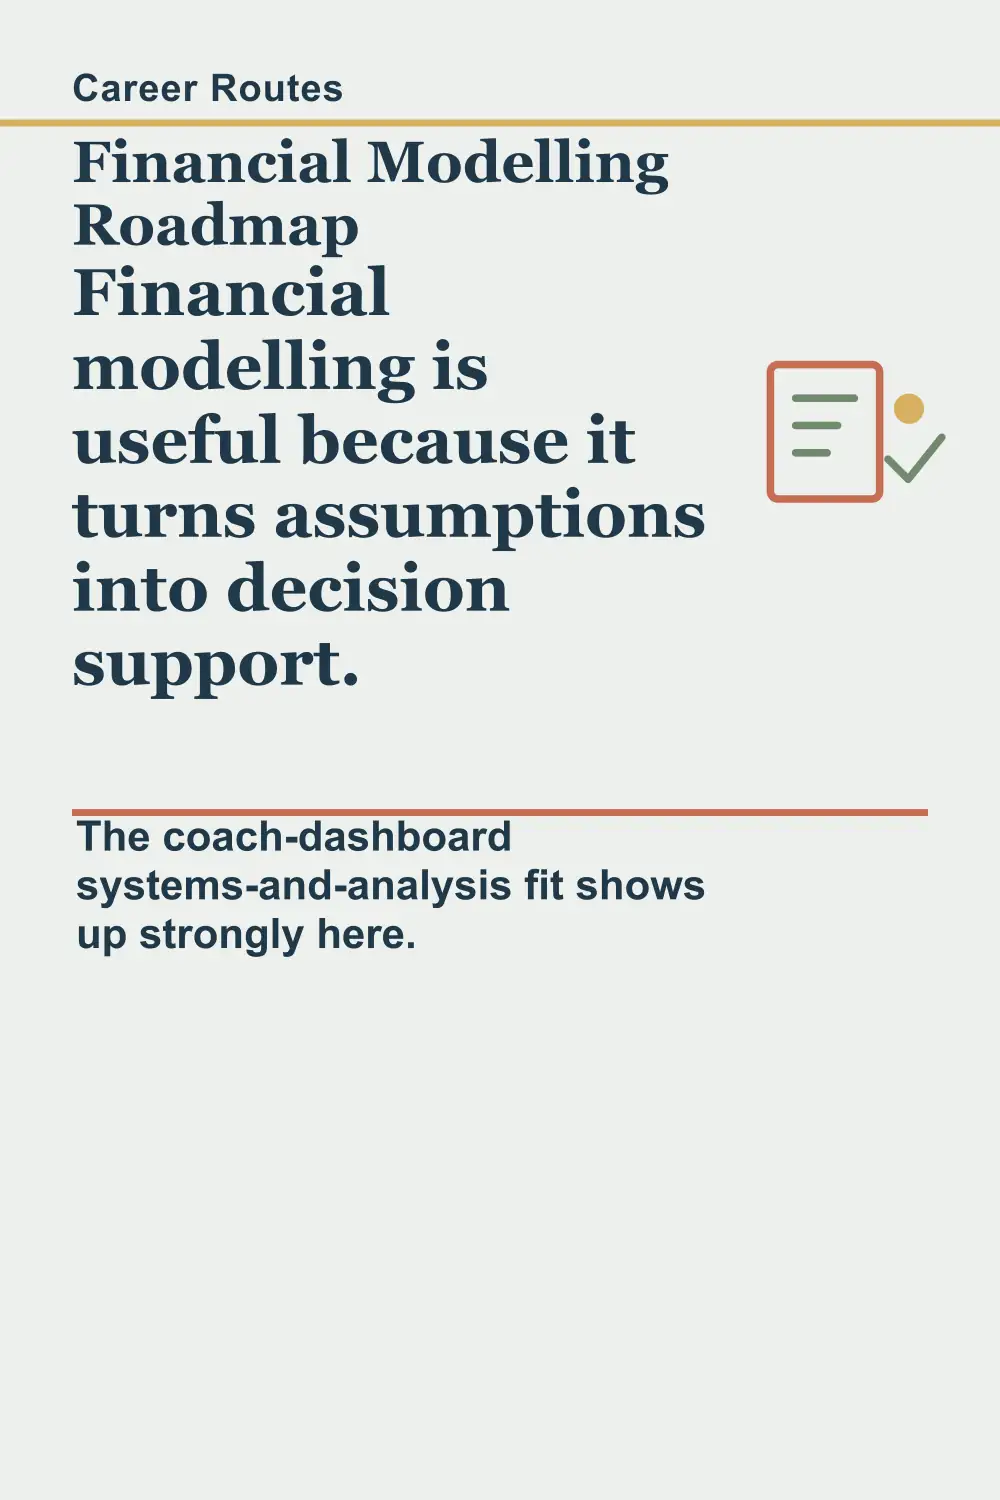 Career Routes
Financial Modelling
Roadmap
Financial
modelling is
useful because it
turns assumptions
into decision
support.
The coach-dashboard
systems-and-analysis fit shows
up strongly here.